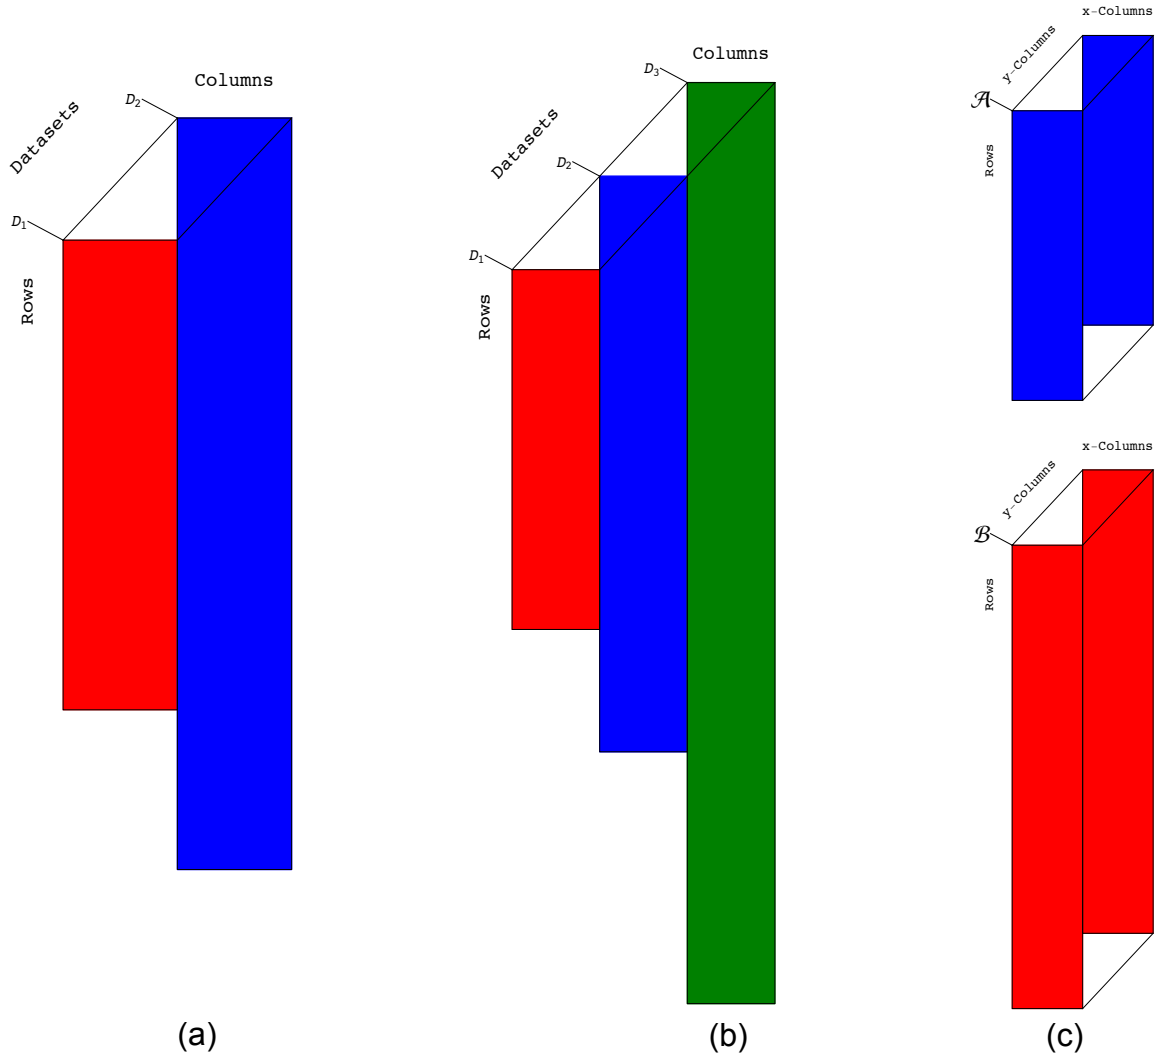 Columns
Datasets
D₂
D₁
Rows
(a)
Columns
Datasets
D₃
D₂
D₁
Rows
(b)
x-Columns
y-Columns
𝒜
Rows
x-Columns
y-Columns
ℬ
Rows
(c)